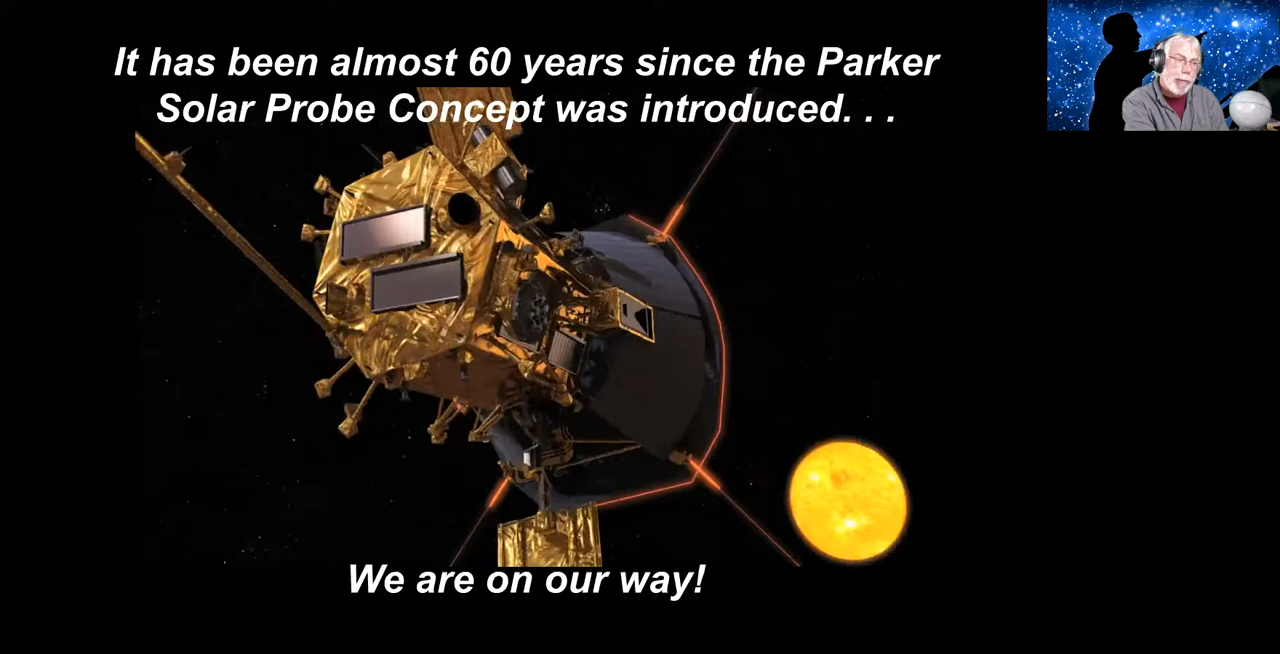 It has been almost 60 years since the Parker
Solar Probe Concept was introduced. . .
We are on our way!